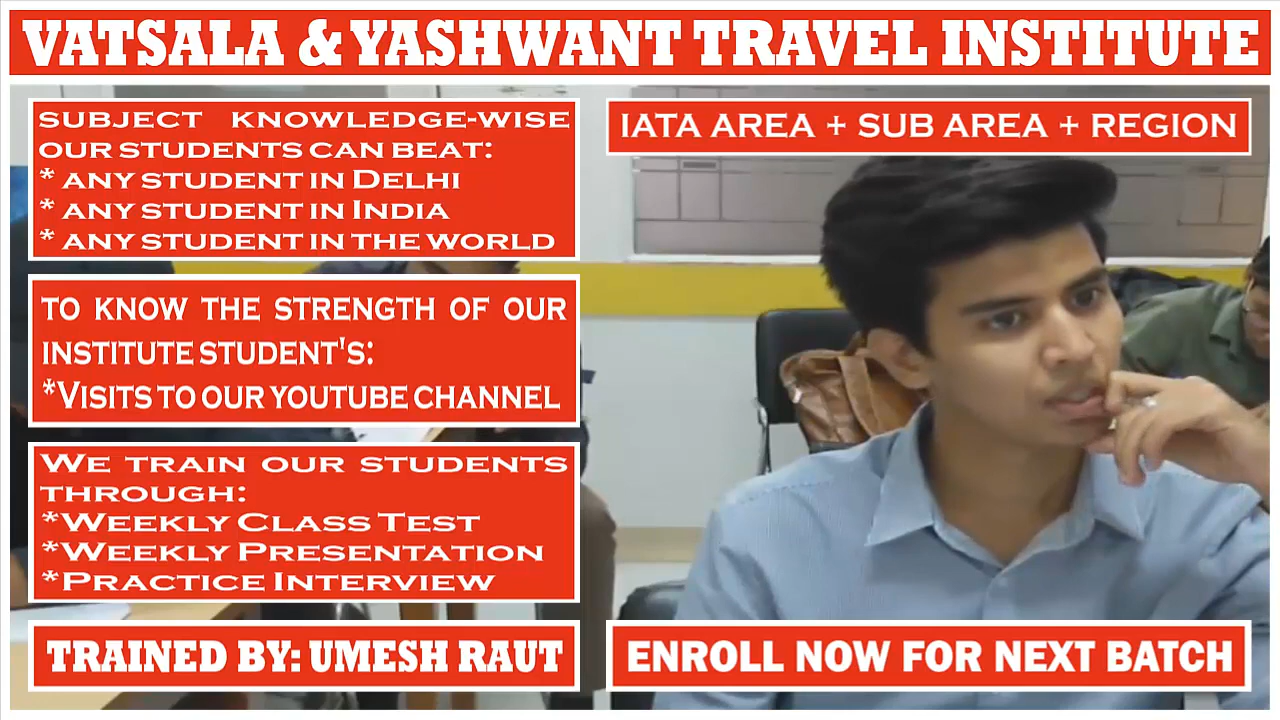 VATSALA & YASHWANT TRAVEL INSTITUTE
SUBJECT KNOWLEDGE-WISE
OUR STUDENTS CAN BEAT:
* ANY STUDENT IN DELHI
* ANY STUDENT IN INDIA
* ANY STUDENT IN THE WORLD
TO KNOW THE STRENGTH OF OUR
INSTITUTE STUDENT'S:
*VISITS TO OUR YOUTUBE CHANNEL
WE TRAIN OUR STUDENTS
THROUGH:
*WEEKLY CLASS TEST
*WEEKLY PRESENTATION
*PRACTICE INTERVIEW
TRAINED BY: UMESH RAUT
IATA AREA + SUB AREA + REGION
ENROLL NOW FOR NEXT BATCH